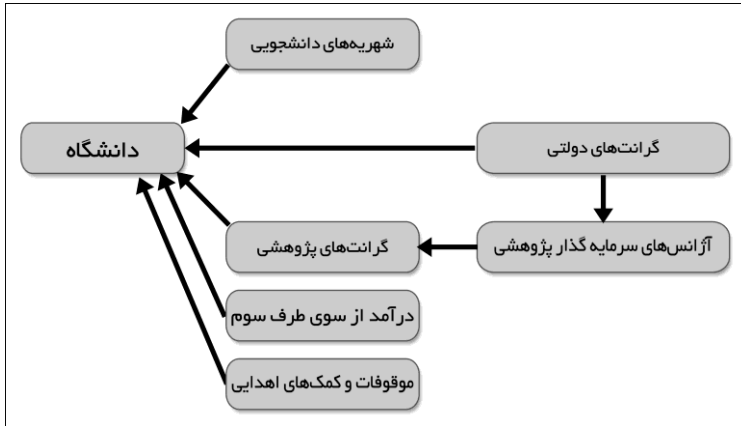 شهریه‌های دانشجویی
دانشگاه
گرانت‌های دولتی
گرانت‌های پژوهشی
آژانس‌های سرمایه گذار پژوهشی
درآمد از سوی طرف سوم
موقوفات و کمک‌های اهدایی